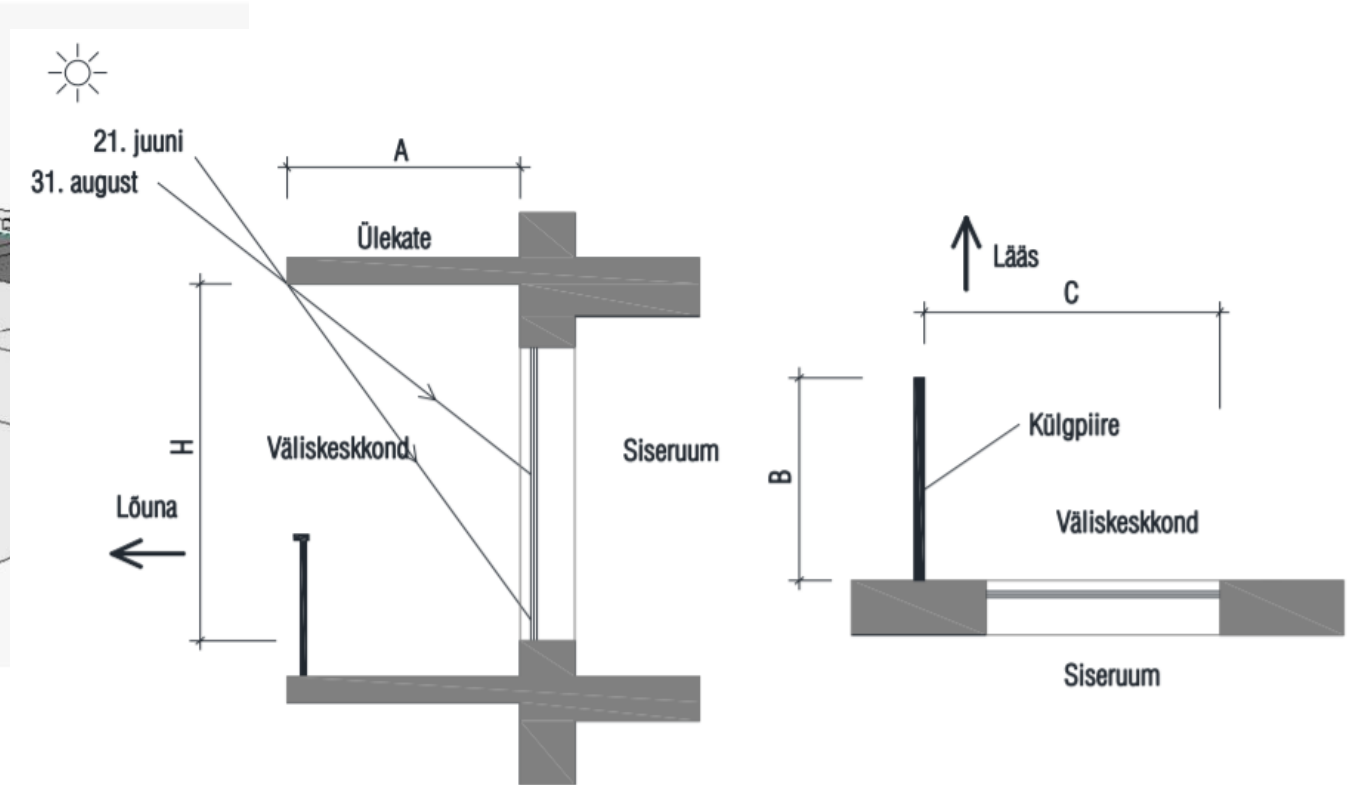 21. juuni
31. august
A
Ülekate
H
Väliskeskkond
Siseruum
Lõuna
Lääs
C
B
Külgpiire
Väliskeskkond
Siseruum